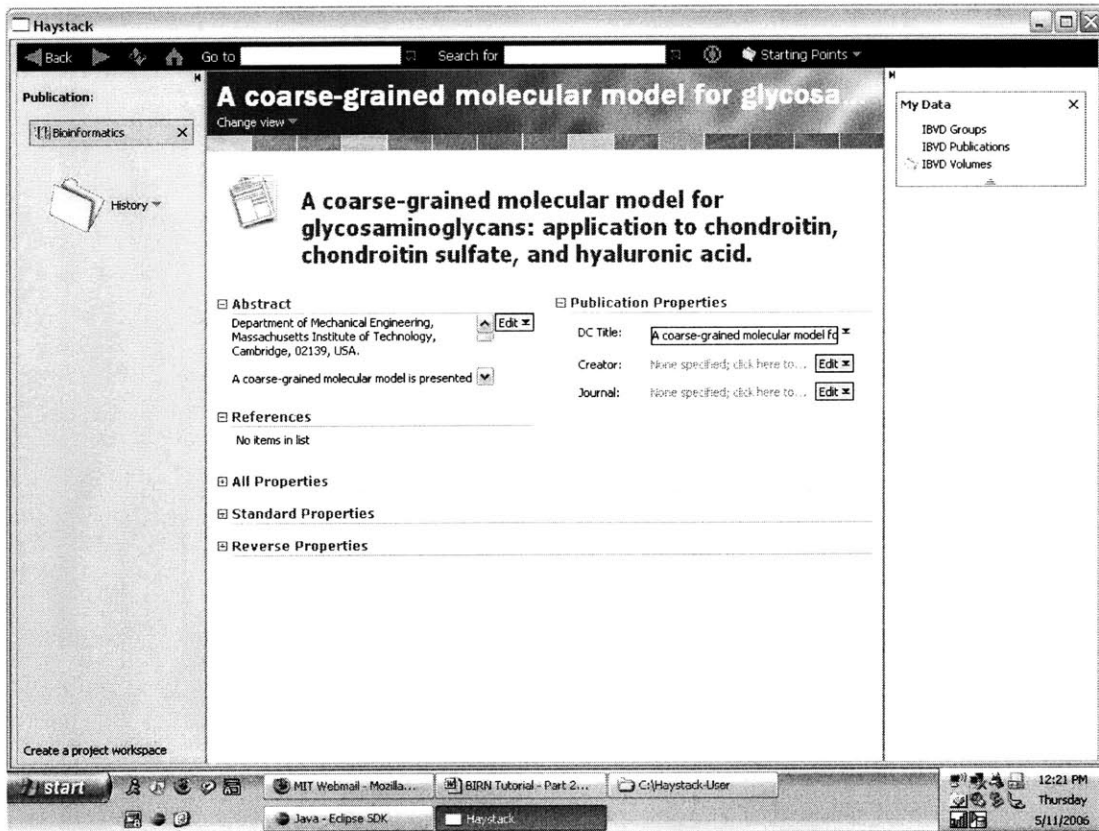 Haystack
Back Go to Search for Starting Points
Publication:
Bioinformatics
History
Create a project workspace
A coarse-grained molecular model for glycosa...
Change view
A coarse-grained molecular model for
glycosaminoglycans: application to chondroitin,
chondroitin sulfate, and hyaluronic acid.
Abstract
Department of Mechanical Engineering,
Massachusetts Institute of Technology,
Cambridge, 02139, USA.
Edit
A coarse-grained molecular model is presented
References
No items in list
Publication Properties
DC Title: A coarse-grained molecular model fo
Creator: None specified; click here to... Edit
Journal: None specified; click here to... Edit
All Properties
Standard Properties
Reverse Properties
My Data
IBVD Groups
IBVD Publications
IBVD Volumes
start
MIT Webmail - Mozilla...
BIRN Tutorial - Part 2...
C:\Haystack-User
Java - Eclipse SDK
Haystack
12:21 PM
Thursday
5/11/2006